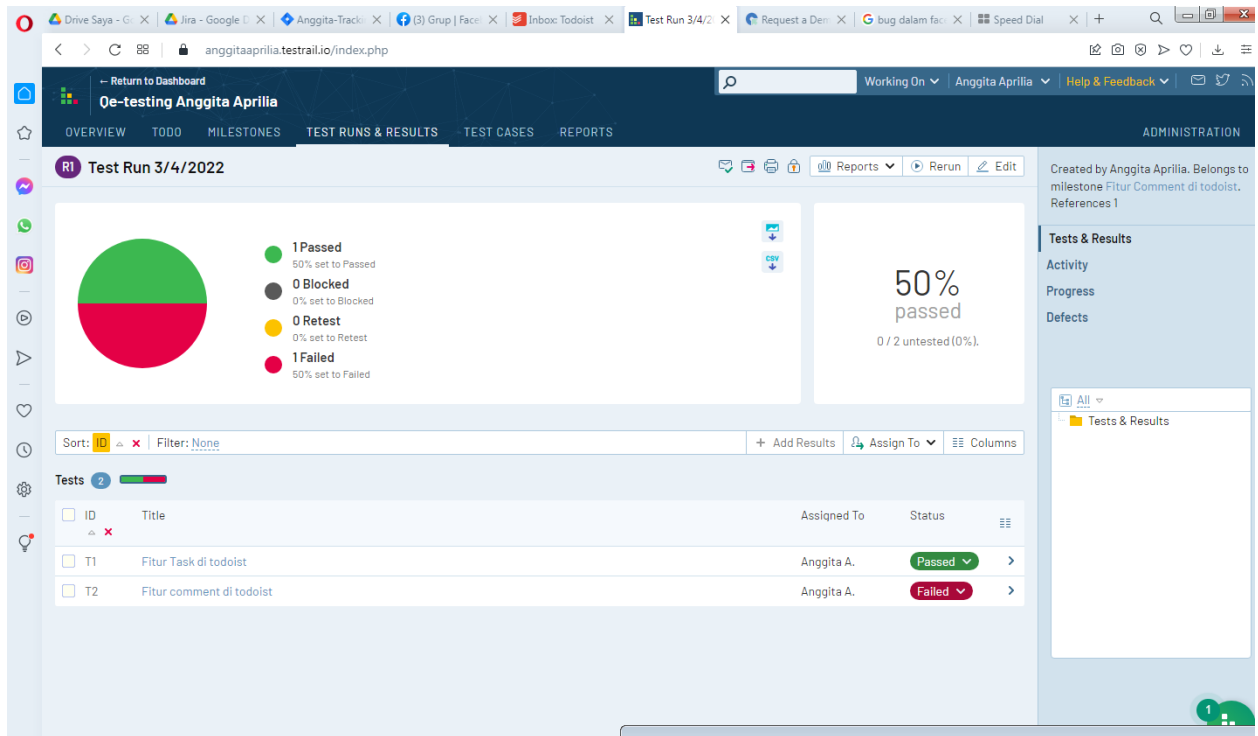 Drive Saya - Go
Jira - Google D
Anggita-Tracko
(3) Grup | Face
Inbox: Todoist
Test Run 3/4/2
Request a Dem
G bug dalam fac
Speed Dial
anggitaaprilia.testrail.io/index.php
← Return to Dashboard
Qe-testing Anggita Aprilia
Working On
Anggita Aprilia
Help & Feedback
OVERVIEW TODO MILESTONES TEST RUNS & RESULTS TEST CASES REPORTS ADMINISTRATION
R1 Test Run 3/4/2022
Reports Rerun Edit
Created by Anggita Aprilia. Belongs to
milestone Fitur Comment di todoist.
References 1
1 Passed
50% set to Passed
0 Blocked
0% set to Blocked
0 Retest
0% set to Retest
1 Failed
50% set to Failed
CSV
50%
passed
0 / 2 untested (0%).
Tests & Results
Activity
Progress
Defects
All
Tests & Results
Sort: ID Filter: None
+ Add Results Assign To Columns
Tests 2
ID Title Assigned To Status
T1 Fitur Task di todoist Anggita A. Passed
T2 Fitur comment di todoist Anggita A. Failed
1